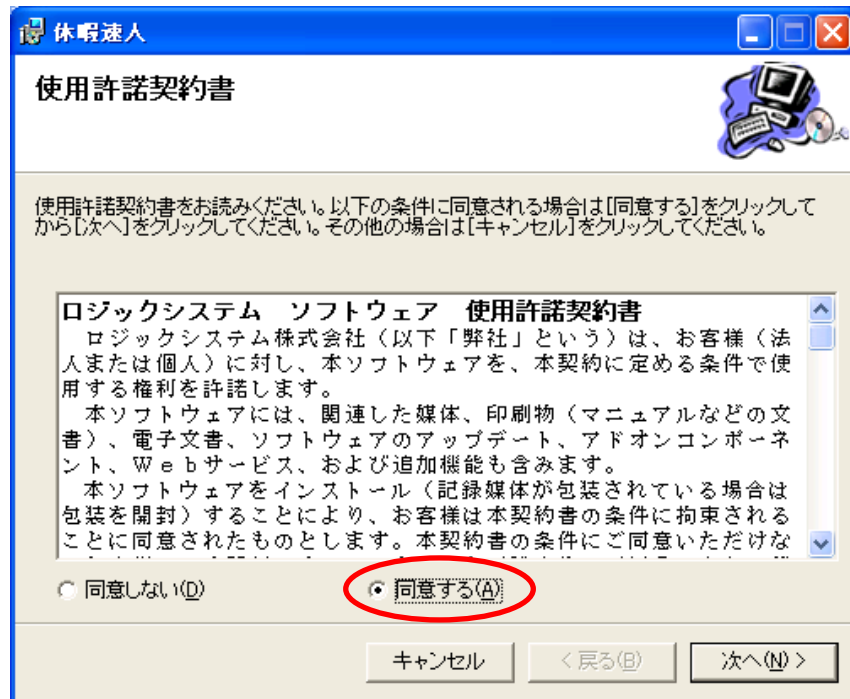 休暇速人
使用許諾契約書
使用許諾契約書をお読みください。以下の条件に同意される場合は[同意する]をクリックして
から[次へ]をクリックしてください。その他の場合は[キャンセル]をクリックしてください。
ロジックシステム　ソフトウェア　使用許諾契約書
　ロジックシステム株式会社（以下「弊社」という）は、お客様（法
人または個人）に対し、本ソフトウェアを、本契約に定める条件で使
用する権利を許諾します。
　本ソフトウェアには、関連した媒体、印刷物（マニュアルなどの文
書）、電子文書、ソフトウェアのアップデート、アドオンコンポーネ
ント、Ｗｅｂサービス、および追加機能も含みます。
　本ソフトウェアをインストール（記録媒体が包装されている場合は
包装を開封）することにより、お客様は本契約書の条件に拘束される
ことに同意されたものとします。本契約書の条件にご同意いただけな
同意しない(D)
同意する(A)
キャンセル
< 戻る(B)
次へ(N) >